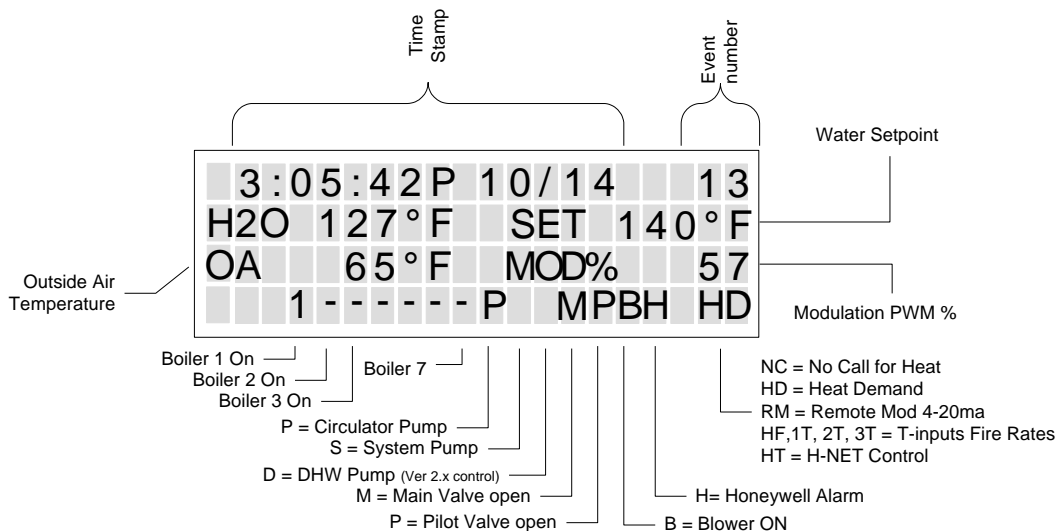 Time
Stamp
Event
number
Water Setpoint
3:05:42P 10/14 13
H2O 127°F SET 140°F
OA 65°F MOD% 57
1------P MPBH HD
Outside Air
Temperature
Modulation PWM %
Boiler 1 On
Boiler 2 On
Boiler 3 On
Boiler 7
P = Circulator Pump
S = System Pump
D = DHW Pump (Ver 2.x control)
M = Main Valve open
P = Pilot Valve open
NC = No Call for Heat
HD = Heat Demand
RM = Remote Mod 4-20ma
HF,1T, 2T, 3T = T-inputs Fire Rates
HT = H-NET Control
H= Honeywell Alarm
B = Blower ON